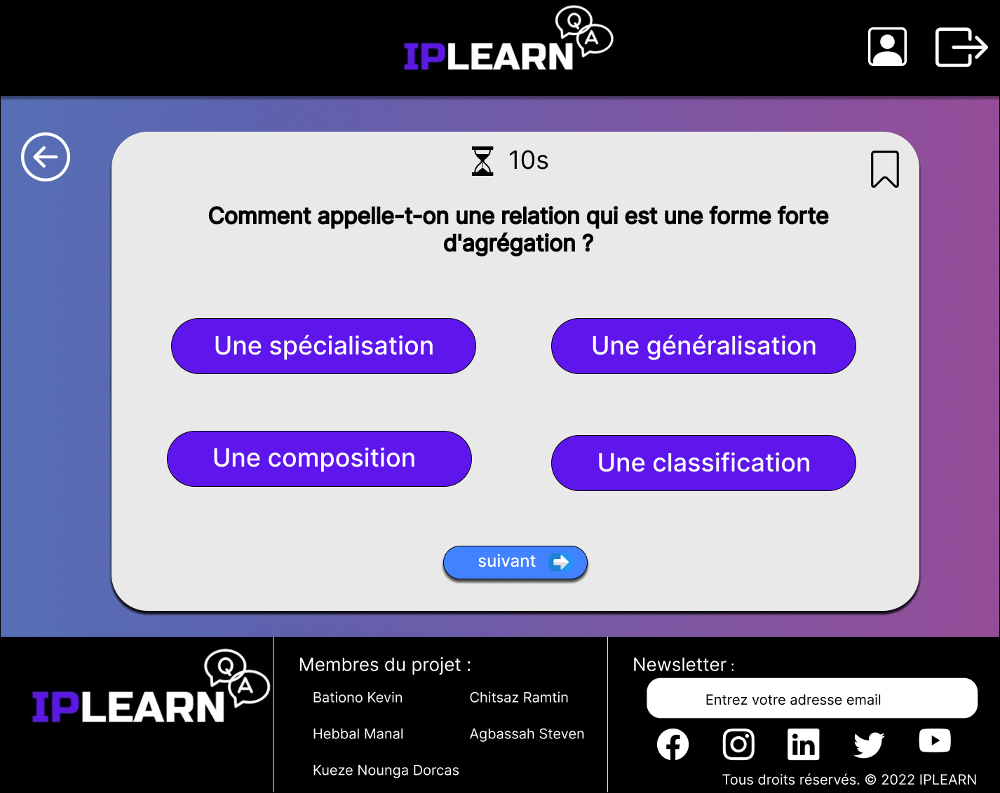 Q
A
IPLEARN
10s
Comment appelle-t-on une relation qui est une forme forte
d'agrégation ?
Une spécialisation
Une généralisation
Une composition
Une classification
suivant
Q
A
IPLEARN
Membres du projet :
Bationo Kevin
Chitsaz Ramtin
Hebbal Manal
Agbassah Steven
Kueze Nounga Dorcas
Newsletter :
Entrez votre adresse email
Tous droits réservés. © 2022 IPLEARN